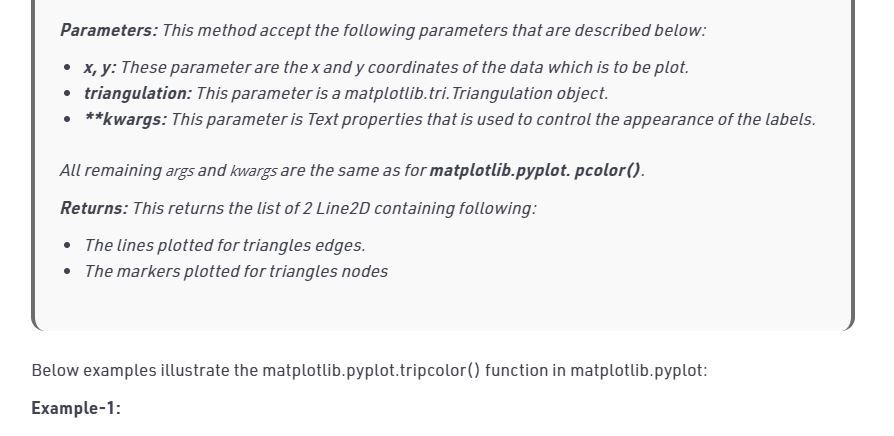 Parameters: This method accept the following parameters that are described below:
x, y: These parameter are the x and y coordinates of the data which is to be plot.
triangulation: This parameter is a matplotlib.tri.Triangulation object.
**kwargs: This parameter is Text properties that is used to control the appearance of the labels.
All remaining args and kwargs are the same as for matplotlib.pyplot. pcolor().
Returns: This returns the list of 2 Line2D containing following:
The lines plotted for triangles edges.
The markers plotted for triangles nodes
Below examples illustrate the matplotlib.pyplot.tripcolor() function in matplotlib.pyplot:
Example-1: